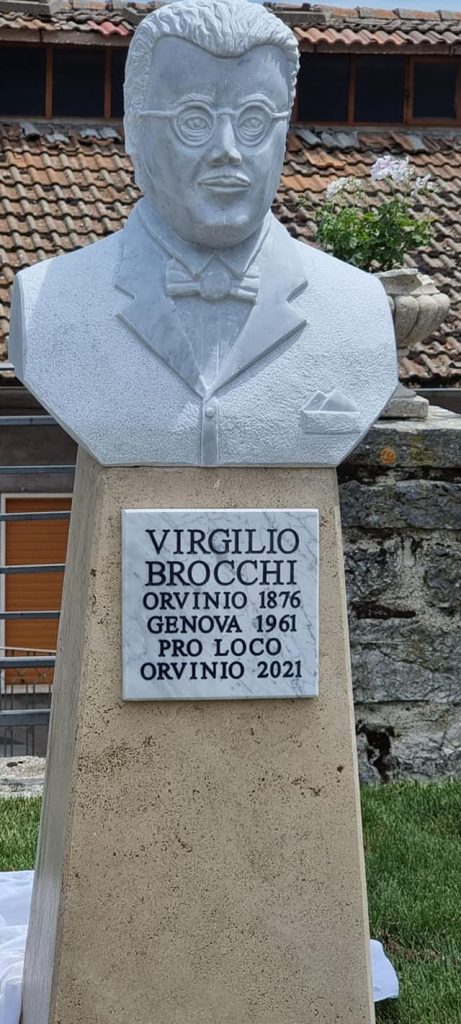 VIRGILIO
BROCCHI
ORVINIO 1876
GENOVA 1961
PRO LOCO
ORVINIO 2021